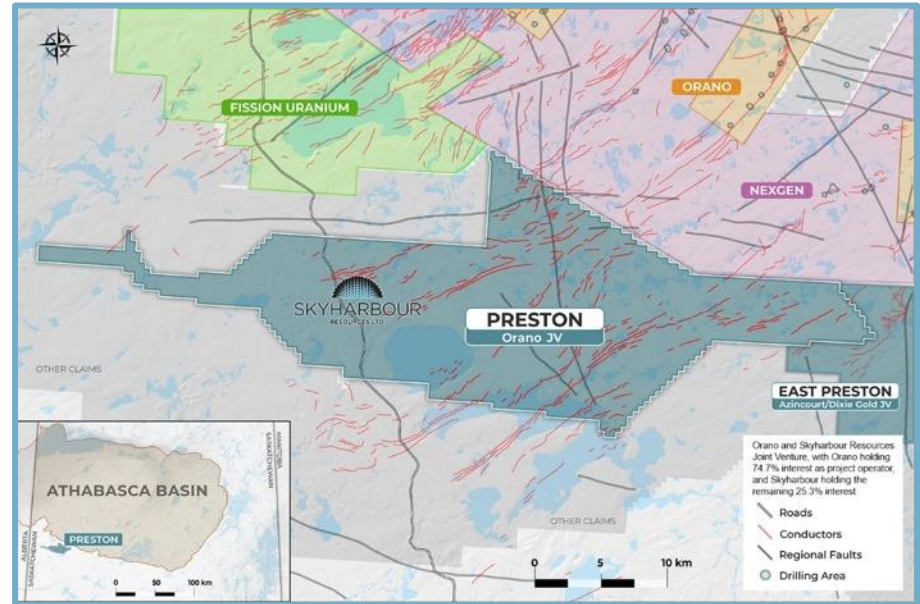 FISSION URANIUM
ORANO
NEXGEN
SKYHARBOUR
RESOURCES LTD
PRESTON
Orano JV
OTHER CLAIMS
EAST PRESTON
Azincourt/Dixie Gold JV
Orano and Skyharbour Resources
Joint Venture, with Orano holding
74.7% interest as project operator,
and Skyharbour holding the
remaining 25.3% interest
Roads
Conductors
Regional Faults
Drilling Area
OTHER CLAIMS
0 5 10 km
ATHABASCA BASIN
PRESTON
ALBERTA
SASKATCHEWAN
SASKATCHEWAN
MANITOBA
0 50 100 km